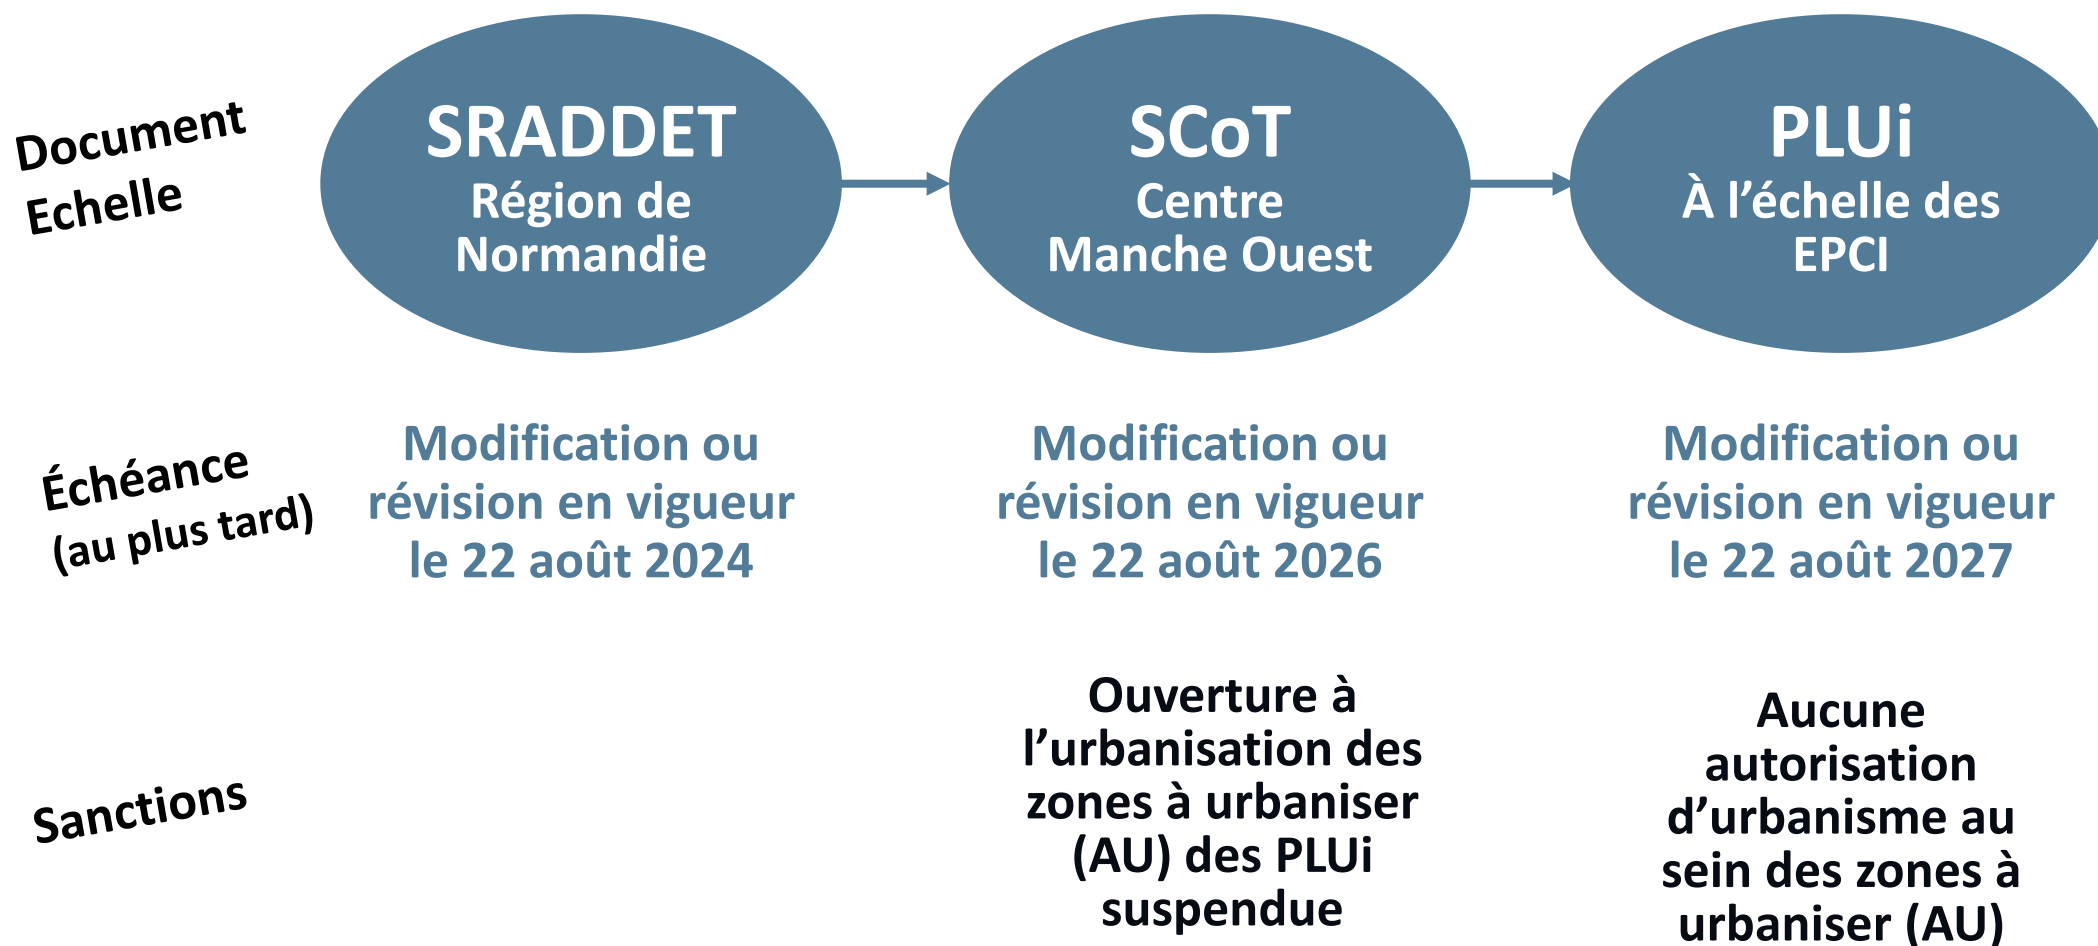 Document
Echelle
SRADDET
Région de
Normandie
SCoT
Centre
Manche Ouest
PLUi
À l’échelle des
EPCI
Échéance
(au plus tard)
Modification ou
révision en vigueur
le 22 août 2024
Modification ou
révision en vigueur
le 22 août 2026
Modification ou
révision en vigueur
le 22 août 2027
Sanctions
Ouverture à
l’urbanisation des
zones à urbaniser
(AU) des PLUi
suspendue
Aucune
autorisation
d’urbanisme au
sein des zones à
urbaniser (AU)